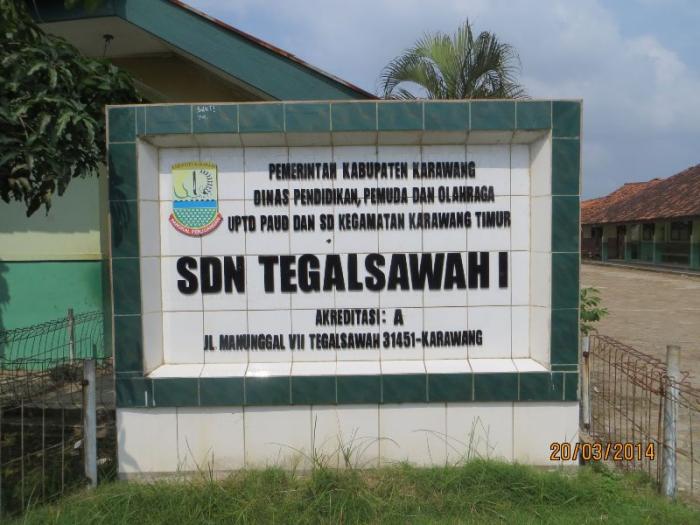 PEMERINTAH KABUPATEN KARAWANG
DINAS PENDIDIKAN, PEMUDA DAN OLAHRAGA
UPTD PAUD DAN SD KEGAMATAN KARAWANG TIMUR
SDN TEGALSAWAH I
AKREDITASI: A
JL MANUNGGAL VII TEGALSAWAH 31451-KARAWANG
20/03/2014